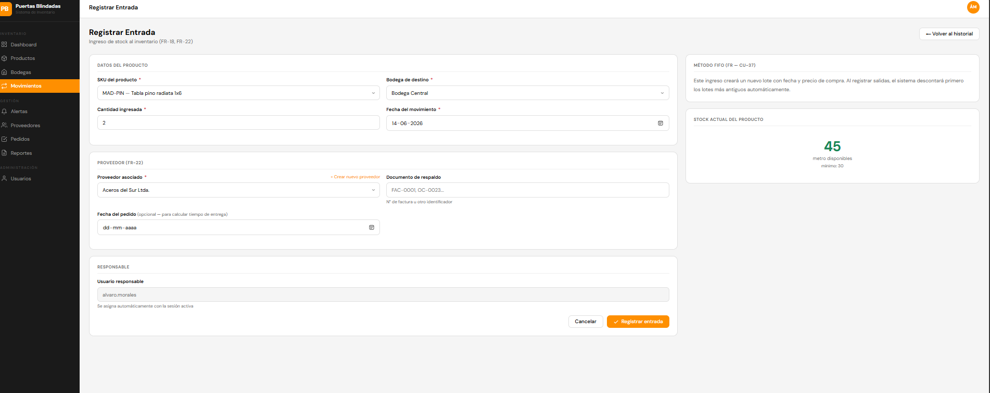 PB
Puertas Blindadas
Registrar Entrada
AM
Registrar Entrada
Ingreso de stock al inventario (FR-18, FR-22)
← Volver al historial
Dashboard
Productos
Bodegas
Movimientos
Alertas
Proveedores
Pedidos
Reportes
Usuarios
DATOS DEL PRODUCTO
SKU del producto *
Bodega de destino *
MAD-PIN — Tabla pino radiata 1x6
Bodega Central
Cantidad ingresada *
Fecha del movimiento *
2
14-06-2026
PROVEEDOR (FR-22)
Proveedor asociado *
+ Crear nuevo proveedor
Documento de respaldo
Aceros del Sur Ltda.
FAC-0001, OC-0023...
N° de factura u otro identificador
Fecha del pedido (opcional — para calcular tiempo de entrega)
dd-mm-aaaa
RESPONSABLE
Usuario responsable
alvaro.morales
Se asigna automáticamente con la sesión activa
Cancelar
✓ Registrar entrada
MÉTODO FIFO (FR — CU-37)
Este ingreso creará un nuevo lote con fecha y precio de compra. Al registrar salidas, el sistema descontará primero
los lotes más antiguos automáticamente.
STOCK ACTUAL DEL PRODUCTO
45
metro disponibles
mínimo: 20